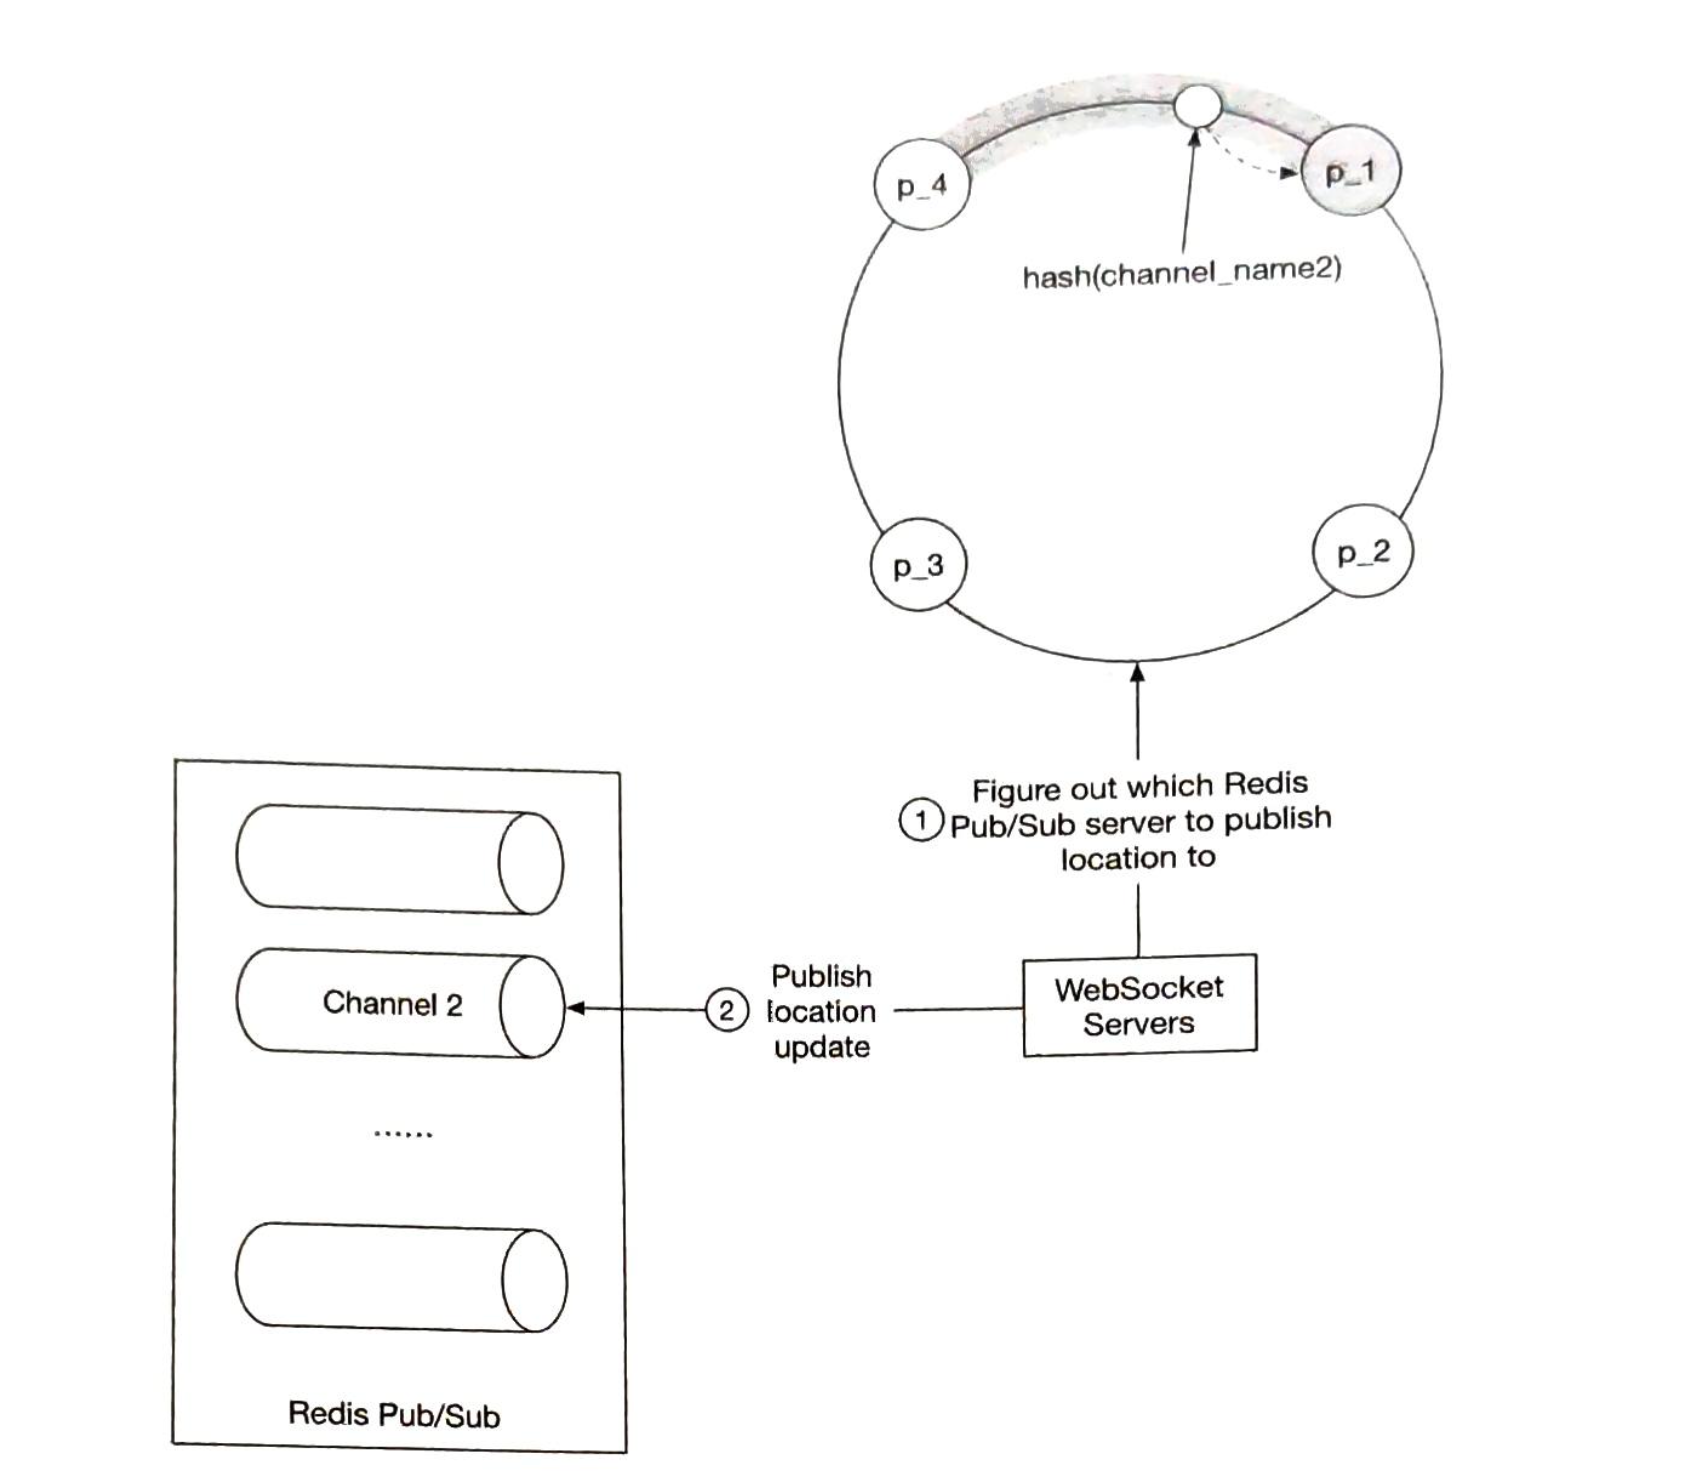 p_4
p_1
hash(channel_name2)
p_3
p_2
1
Figure out which Redis
Pub/Sub server to publish
location to
Channel 2
2
Publish
location
update
WebSocket
Servers
......
Redis Pub/Sub